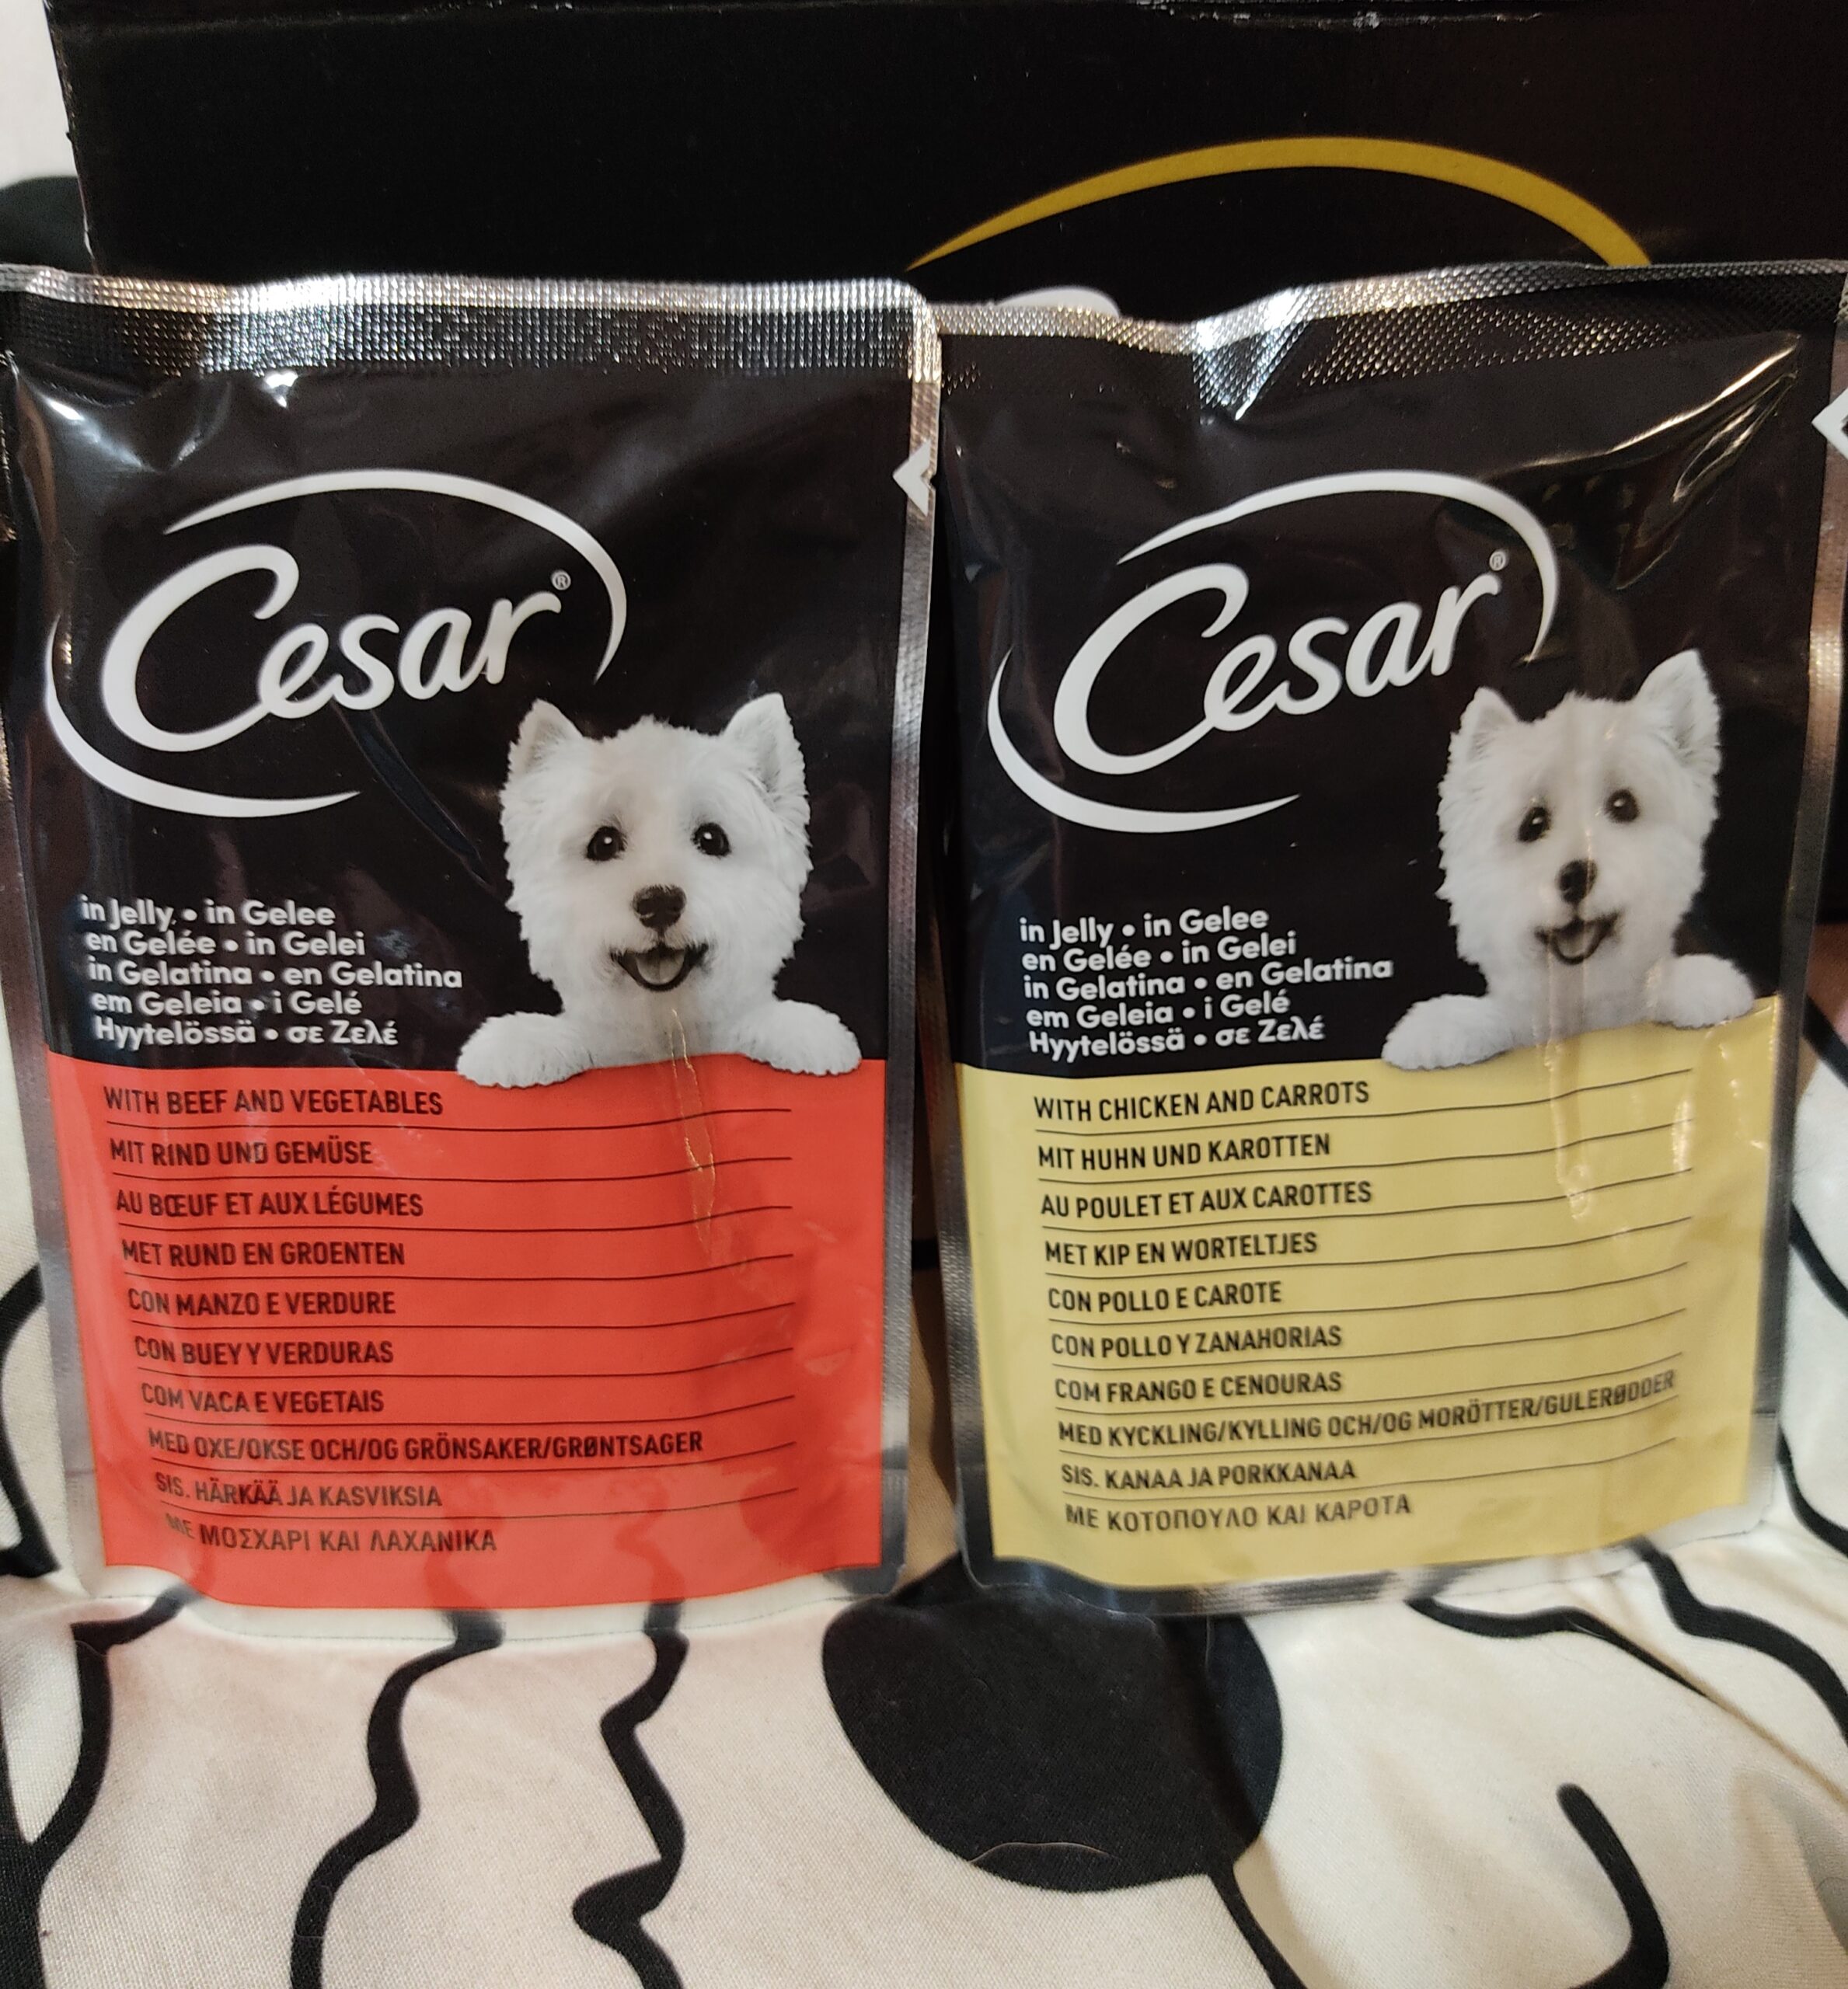 Cesar®
in Jelly • in Gelee
en Gelée • in Gelei
in Gelatina • en Gelatina
em Geleia • i Gelé
Hyytelössä • σε Ζελέ
WITH BEEF AND VEGETABLES
MIT RIND UND GEMÜSE
AU BŒUF ET AUX LÉGUMES
MET RUND EN GROENTEN
CON MANZO E VERDURE
CON BUEY Y VERDURAS
COM VACA E VEGETAIS
MED OXE/OKSE OCH/OG GRÖNSAKER/GRØNTSAGER
SIS. HÄRKÄÄ JA KASVIKSIA
ΜΕ ΜΟΣΧΑΡΙ ΚΑΙ ΛΑΧΑΝΙΚΑ
Cesar®
in Jelly • in Gelee
en Gelée • in Gelei
in Gelatina • en Gelatina
em Geleia • i Gelé
Hyytelössä • σε Ζελέ
WITH CHICKEN AND CARROTS
MIT HUHN UND KAROTTEN
AU POULET ET AUX CAROTTES
MET KIP EN WORTELTJES
CON POLLO E CAROTE
CON POLLO Y ZANAHORIAS
COM FRANGO E CENOURAS
MED KYCKLING/KYLLING OCH/OG MORÖTTER/GULERØDDER
SIS. KANAA JA PORKKANAA
ΜΕ ΚΟΤΟΠΟΥΛΟ ΚΑΙ ΚΑΡΟΤΑ